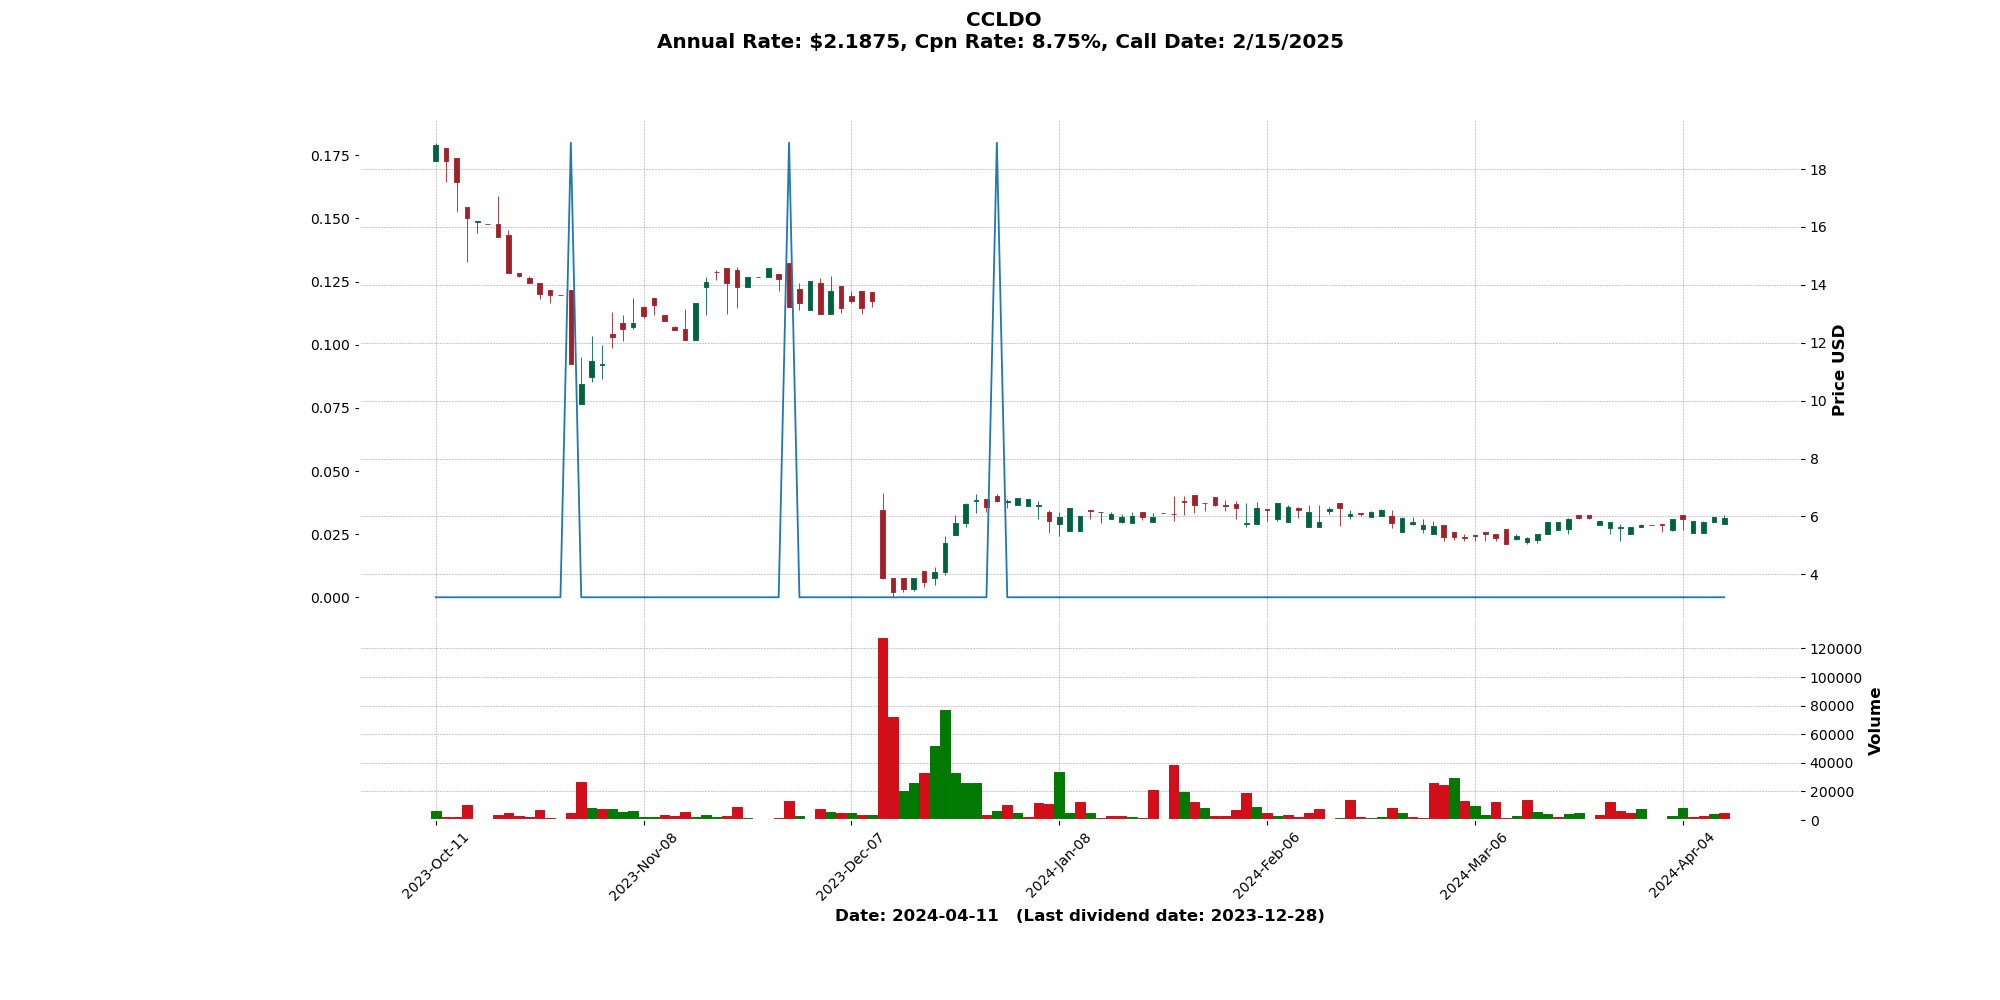 CCLDO
Annual Rate: $2.1875, Cpn Rate: 8.75%, Call Date: 2/15/2025
0.175
0.150
0.125
0.100
0.075
0.050
0.025
0.000
18
16
14
12
10
8
6
4
Price USD
120000
100000
80000
60000
40000
20000
0
Volume
2023-Oct-11
2023-Nov-08
2023-Dec-07
2024-Jan-08
2024-Feb-06
2024-Mar-06
2024-Apr-04
Date: 2024-04-11 (Last dividend date: 2023-12-28)